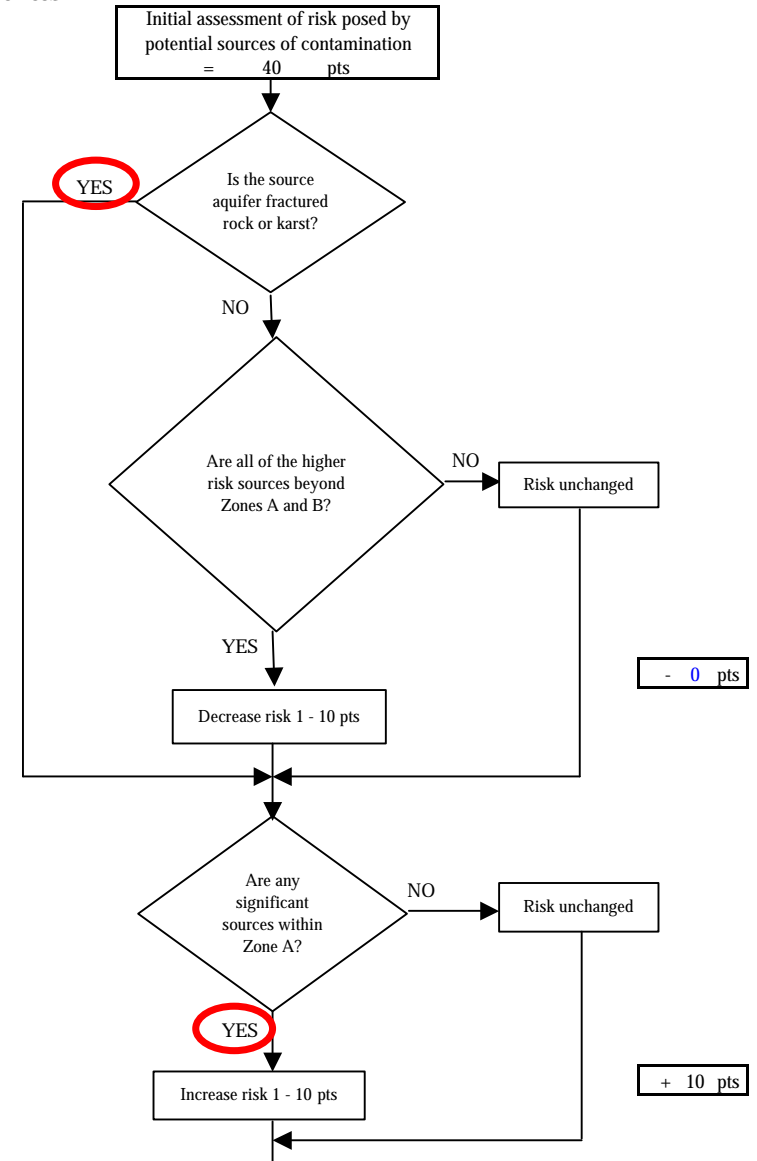 Initial assessment of risk posed by
potential sources of contamination
= 40 pts
YES
Is the source
aquifer fractured
rock or karst?
NO
Are all of the higher
risk sources beyond
Zones A and B?
NO
Risk unchanged
YES
- 0 pts
Decrease risk 1 - 10 pts
Are any
significant
sources within
Zone A?
NO
Risk unchanged
YES
+ 10 pts
Increase risk 1 - 10 pts